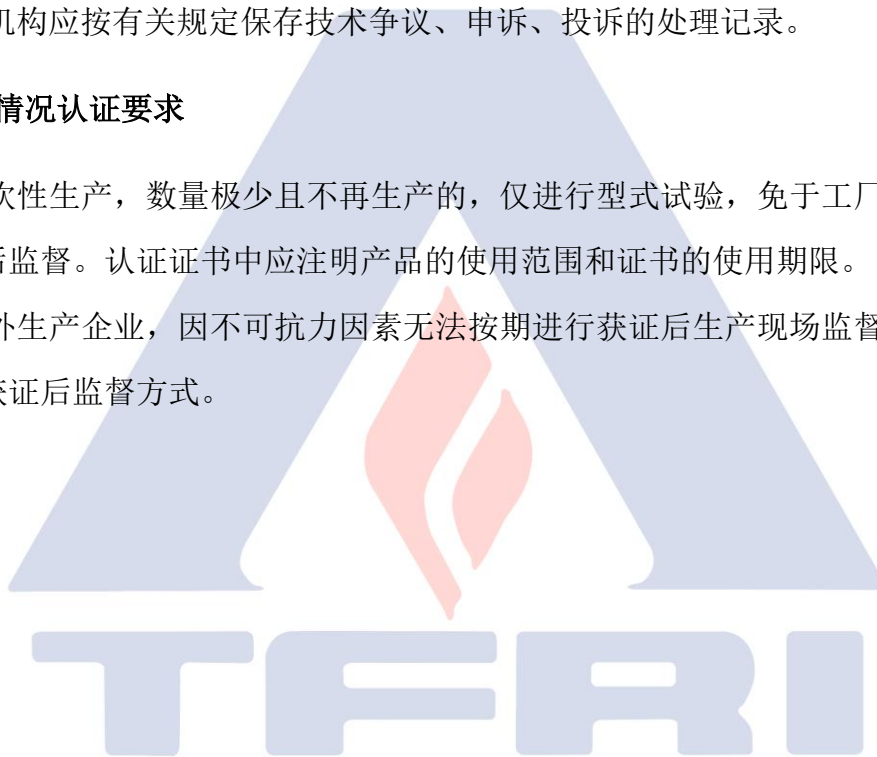 机构应按有关规定保存技术争议、申诉、投诉的处理记录。
情况认证要求
次性生产，数量极少且不再生产的，仅进行型式试验，免于工厂
后监督。认证证书中应注明产品的使用范围和证书的使用期限。
外生产企业，因不可抗力因素无法按期进行获证后生产现场监督
获证后监督方式。
TFRI